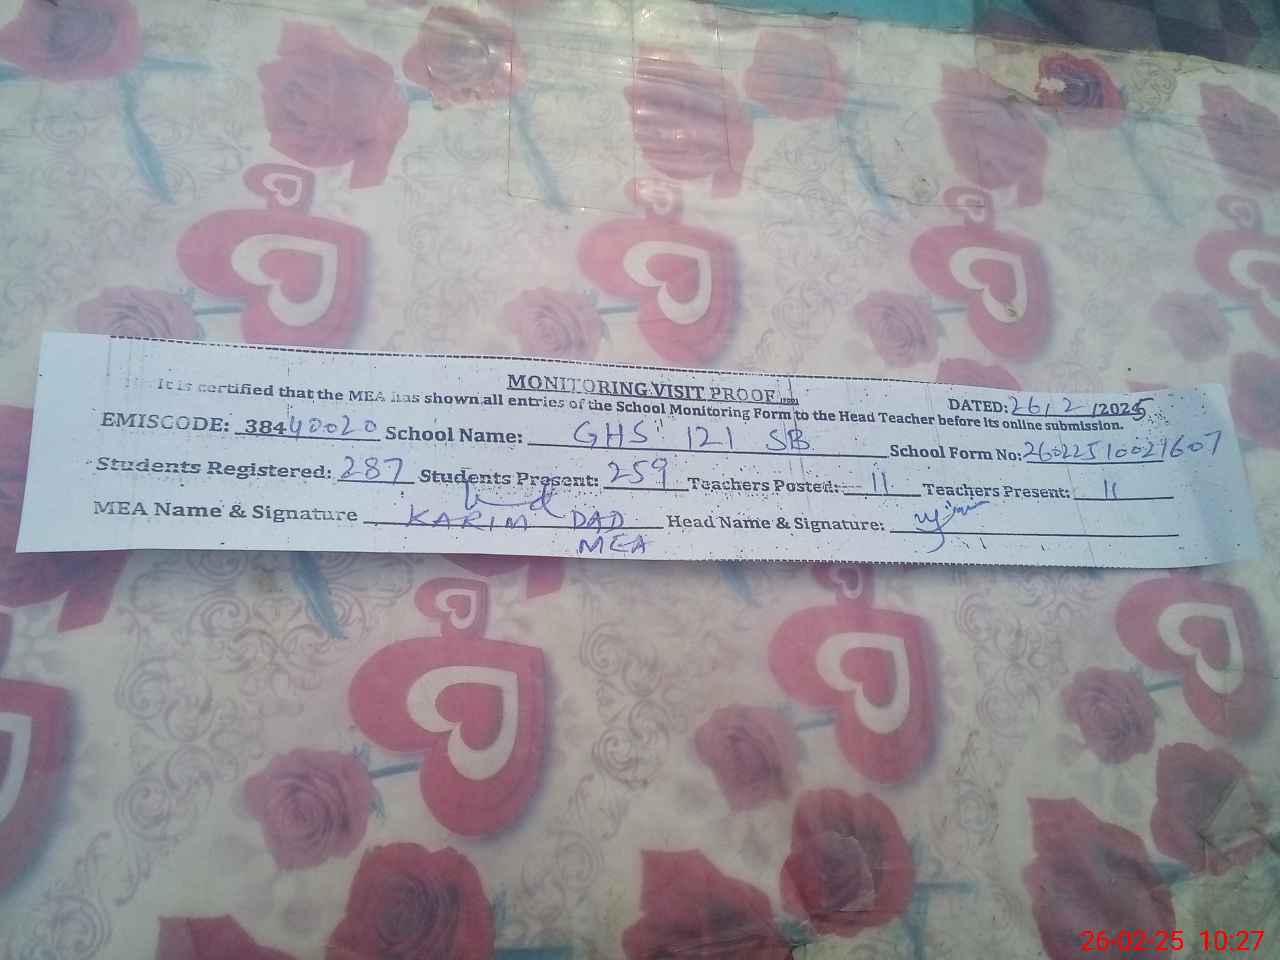 MONITORING VISIT PROOF
DATED: 26/2/2025
It is certified that the MEA has shown all entries of the School Monitoring Form to the Head Teacher before its online submission.
EMISCODE: 38440020 School Name: GHS 121 SB School Form No: 26022510027607
Students Registered: 287 Students Present: 259 Teachers Posted: 11 Teachers Present: 11
MEA Name & Signature KARIM DAD Head Name & Signature:
MEA
26-02-25 10:27